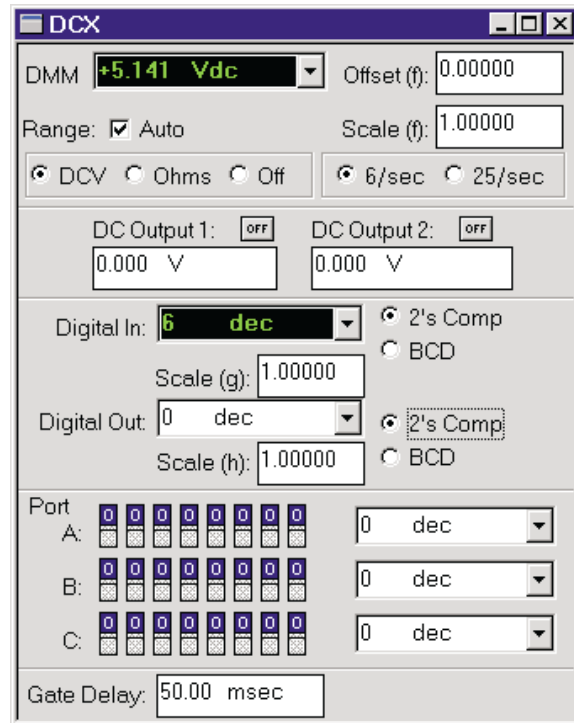 DCX
DMM +5.141 Vdc Offset (f): 0.00000
Range: Auto Scale (f): 1.00000
DCV Ohms Off 6/sec 25/sec
DC Output 1: OFF DC Output 2: OFF
0.000 V 0.000 V
Digital In: 6 dec 2's Comp
BCD
Scale (g): 1.00000
Digital Out: 0 dec 2's Comp
Scale (h): 1.00000 BCD
Port
A: 0 0 0 0 0 0 0 0 0 dec
B: 0 0 0 0 0 0 0 0 0 dec
C: 0 0 0 0 0 0 0 0 0 dec
Gate Delay: 50.00 msec